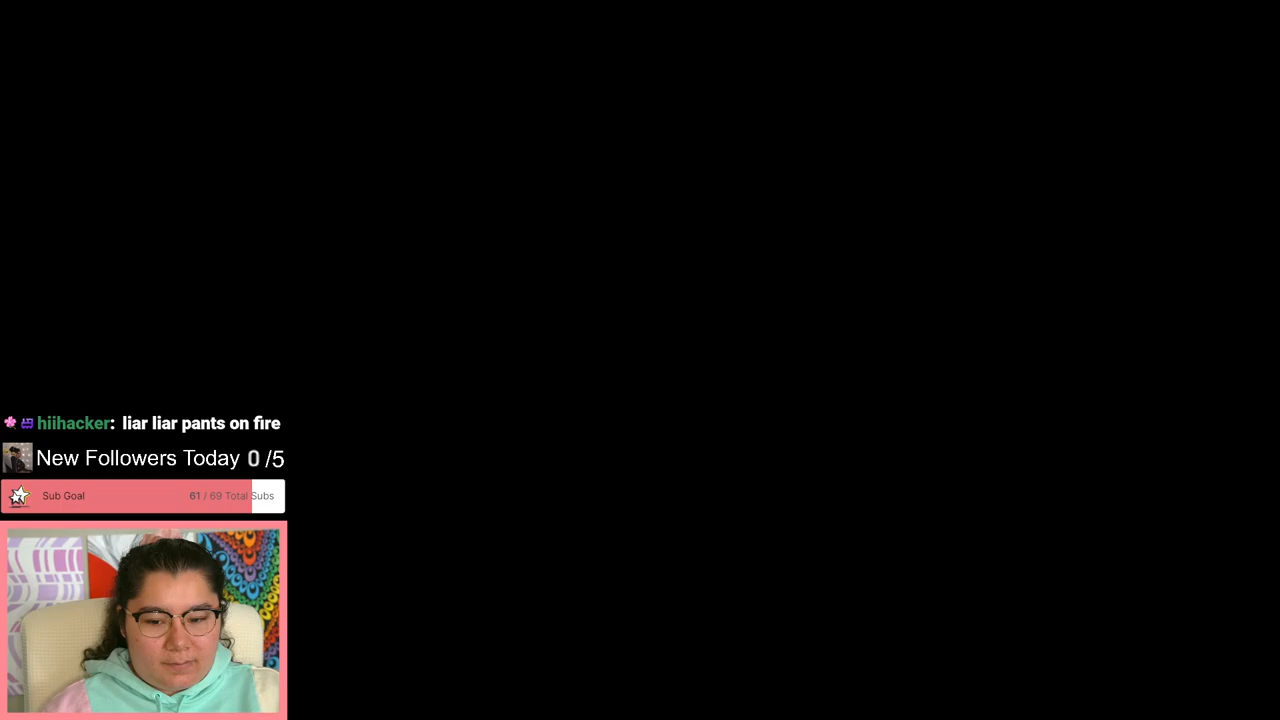 hiihacker: liar liar pants on fire
New Followers Today 0 /5
Sub Goal 61 / 69 Total Subs